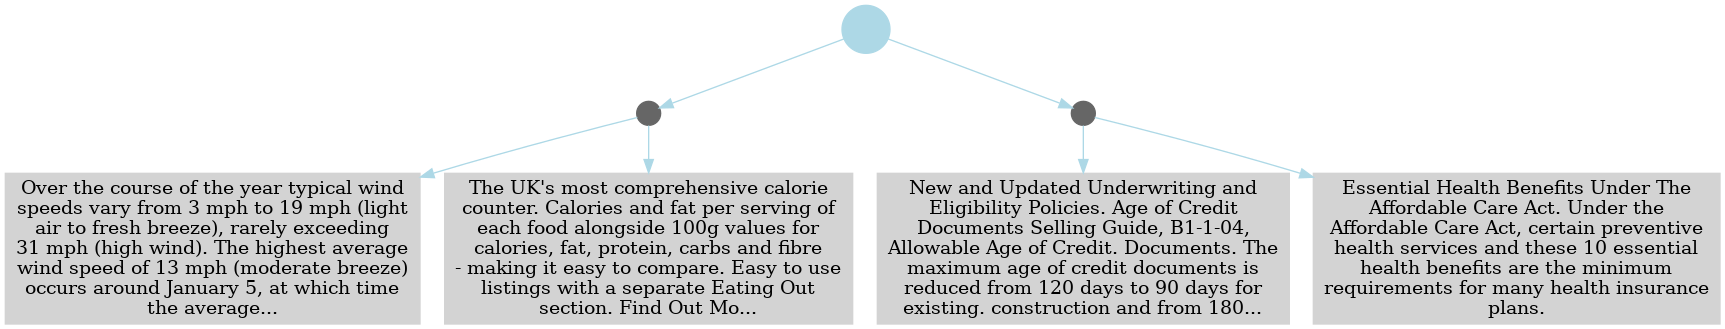 Over the course of the year typical wind
speeds vary from 3 mph to 19 mph (light
air to fresh breeze), rarely exceeding
31 mph (high wind). The highest average
wind speed of 13 mph (moderate breeze)
occurs around January 5, at which time
the average...
The UK's most comprehensive calorie
counter. Calories and fat per serving of
each food alongside 100g values for
calories, fat, protein, carbs and fibre
- making it easy to compare. Easy to use
listings with a separate Eating Out
section. Find Out Mo...
New and Updated Underwriting and
Eligibility Policies. Age of Credit
Documents Selling Guide, B1-1-04,
Allowable Age of Credit. Documents. The
maximum age of credit documents is
reduced from 120 days to 90 days for
existing. construction and from 180...
Essential Health Benefits Under The
Affordable Care Act. Under the
Affordable Care Act, certain preventive
health services and these 10 essential
health benefits are the minimum
requirements for many health insurance
plans.